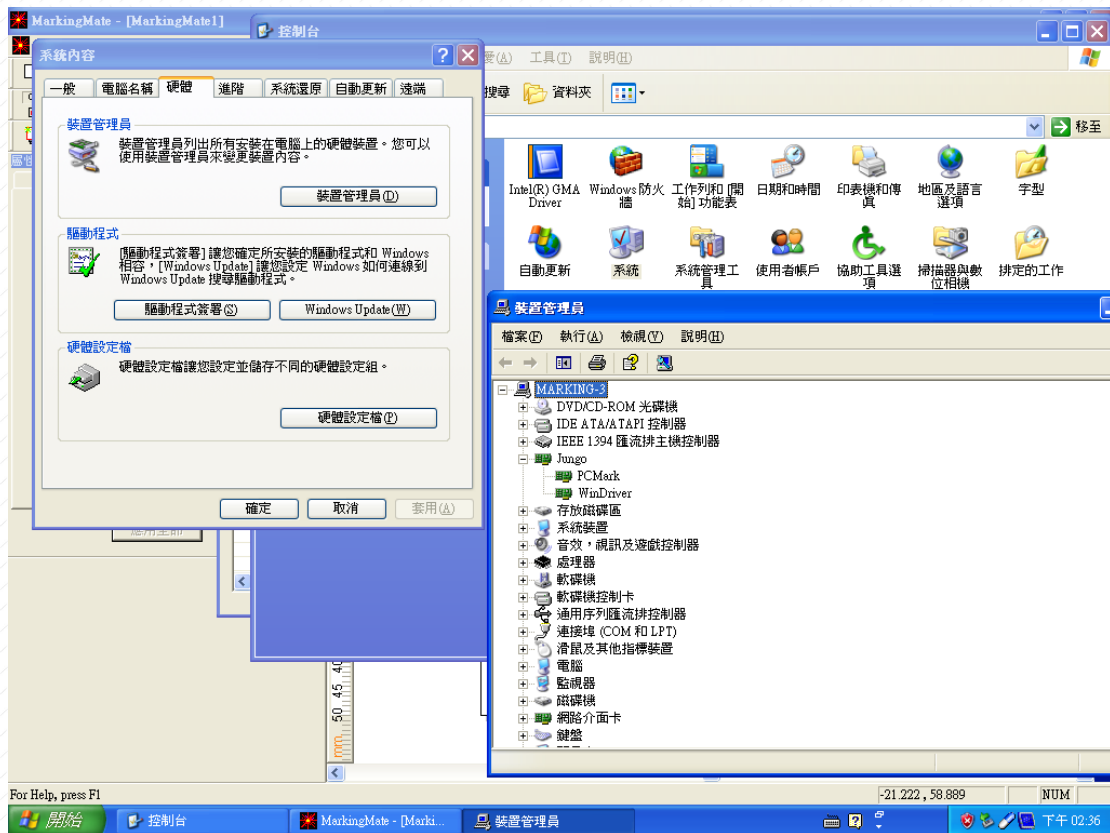 MarkingMate - [MarkingMate1]
控制台
系統內容
(A) 工具(T) 說明(H)
一般 電腦名稱 硬體 進階 系統還原 自動更新 遠端
搜尋 資料夾
移至
裝置管理員
裝置管理員列出所有安裝在電腦上的硬體裝置。您可以
使用裝置管理員來變更裝置內容。
裝置管理員(D)
驅動程式
[驅動程式簽署] 讓您確定所安裝的驅動程式和 Windows
相容，[Windows Update] 讓您設定 Windows 如何連線到
Windows Update 搜尋驅動程式。
驅動程式簽署(S) Windows Update(W)
硬體設定檔
硬體設定檔讓您設定並儲存不同的硬體設定組。
硬體設定檔(P)
確定 取消 套用(A)
Intel(R) GMA
Driver
Windows 防火
牆
工作列和 [開
始] 功能表
日期和時間
印表機和傳
真
地區及語言
選項
字型
自動更新
系統
系統管理工
具
使用者帳戶
協助工具選
項
掃描器與數
位相機
排定的工作
裝置管理員
檔案(F) 執行(A) 檢視(V) 說明(H)
MARKING-3
DVD/CD-ROM 光碟機
IDE ATA/ATAPI 控制器
IEEE 1394 匯流排主機控制器
Jungo
PCMark
WinDriver
存放磁碟區
系統裝置
音效，視訊及遊戲控制器
處理器
軟碟機
軟碟機控制卡
通用序列匯流排控制器
連接埠 (COM 和 LPT)
滑鼠及其他指標裝置
電腦
監視器
磁碟機
網路介面卡
鍵盤
40
45
50
mm
For Help, press F1
-21.222 , 58.889 NUM
開始 控制台 MarkingMate - [Marki... 裝置管理員 下午 02:36